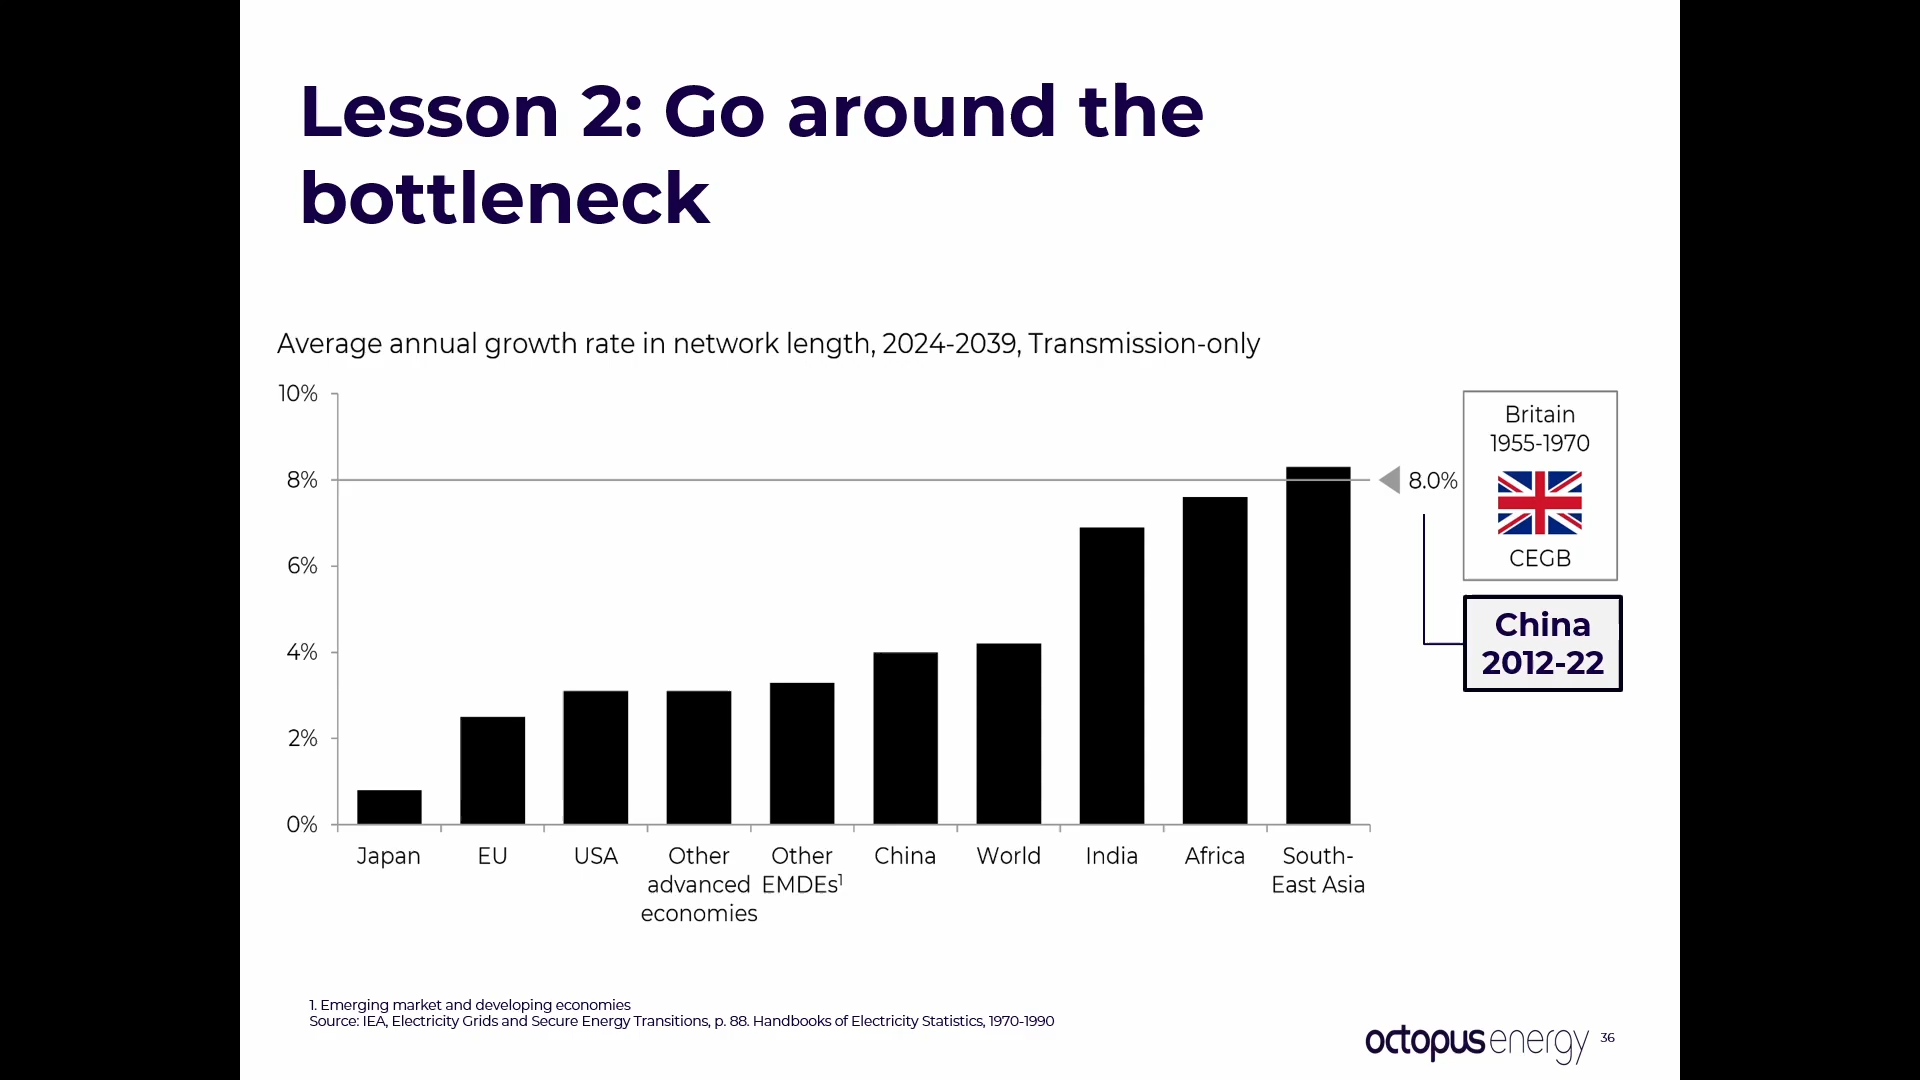 Lesson 2: Go around the
bottleneck
Average annual growth rate in network length, 2024-2039, Transmission-only
10%
8%
6%
4%
2%
0%
Japan
EU
USA
Other
advanced
economies
Other
EMDEs¹
China
World
India
Africa
South-
East Asia
8.0%
Britain
1955-1970
CEGB
China
2012-22
1. Emerging market and developing economies
Source: IEA, Electricity Grids and Secure Energy Transitions, p. 88. Handbooks of Electricity Statistics, 1970-1990
octopusenergy
36